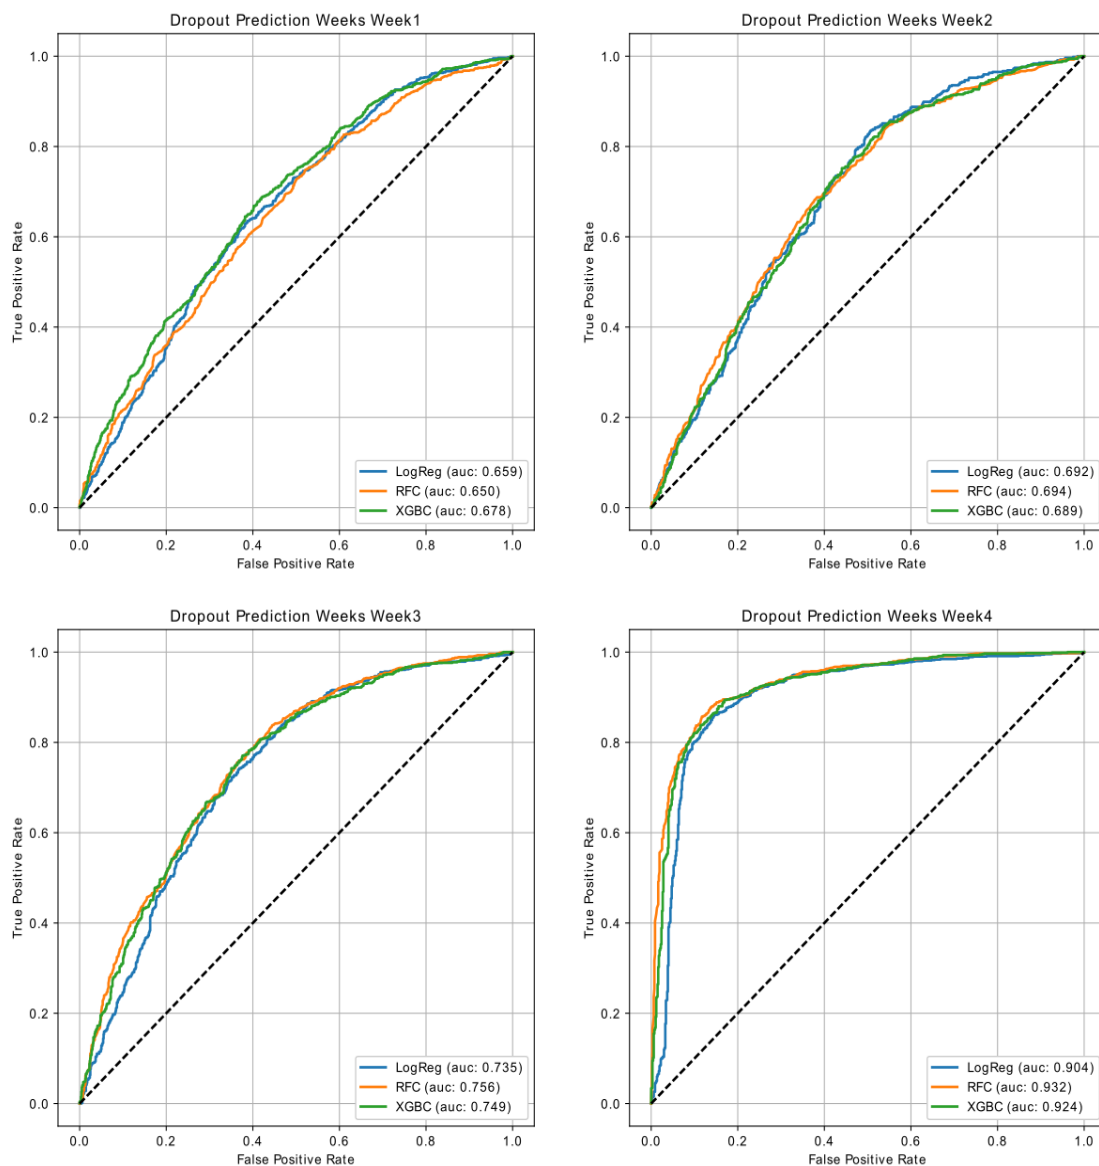 Dropout Prediction Weeks Week1
True Positive Rate
1.0
0.8
0.6
0.4
0.2
0.0
LogReg (auc: 0.659)
RFC (auc: 0.650)
XGBC (auc: 0.678)
0.0 0.2 0.4 0.6 0.8 1.0
False Positive Rate
Dropout Prediction Weeks Week2
True Positive Rate
1.0
0.8
0.6
0.4
0.2
0.0
LogReg (auc: 0.692)
RFC (auc: 0.694)
XGBC (auc: 0.689)
0.0 0.2 0.4 0.6 0.8 1.0
False Positive Rate
Dropout Prediction Weeks Week3
True Positive Rate
1.0
0.8
0.6
0.4
0.2
0.0
LogReg (auc: 0.735)
RFC (auc: 0.756)
XGBC (auc: 0.749)
0.0 0.2 0.4 0.6 0.8 1.0
False Positive Rate
Dropout Prediction Weeks Week4
True Positive Rate
1.0
0.8
0.6
0.4
0.2
0.0
LogReg (auc: 0.904)
RFC (auc: 0.932)
XGBC (auc: 0.924)
0.0 0.2 0.4 0.6 0.8 1.0
False Positive Rate